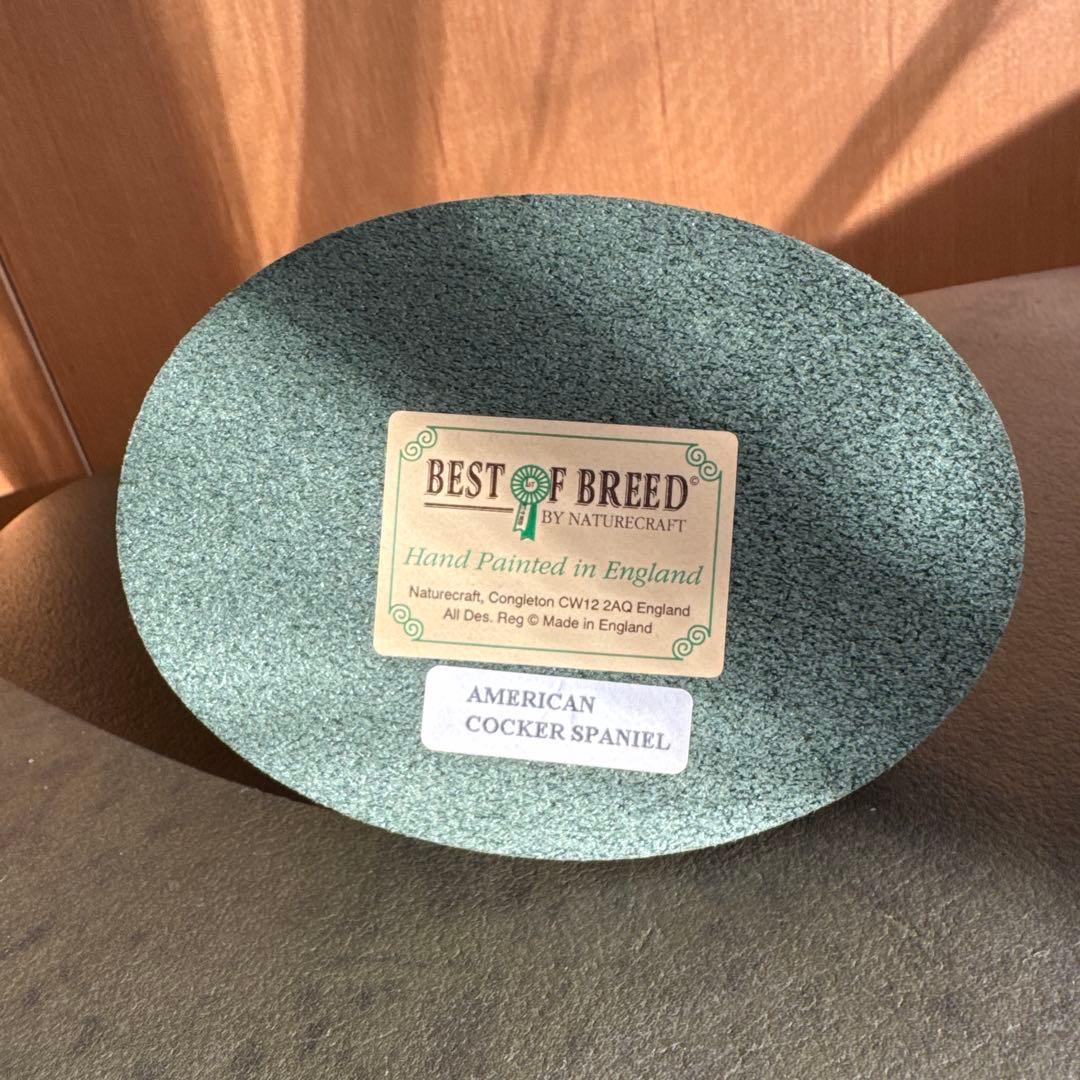 BEST OF BREED©
BY NATURECRAFT
Hand Painted in England
Naturecraft, Congleton CW12 2AQ England
All Des. Reg © Made in England
AMERICAN
COCKER SPANIEL